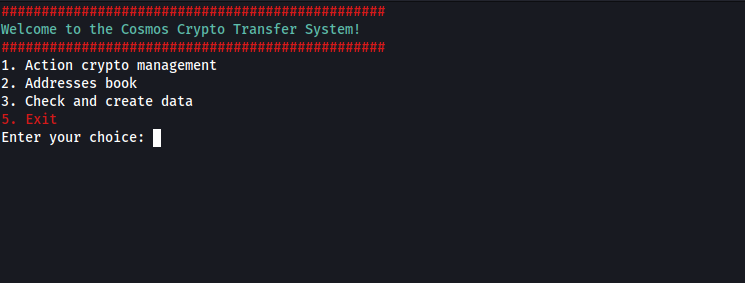 ################################################
Welcome to the Cosmos Crypto Transfer System!
################################################
1. Action crypto management
2. Addresses book
3. Check and create data
5. Exit
Enter your choice: